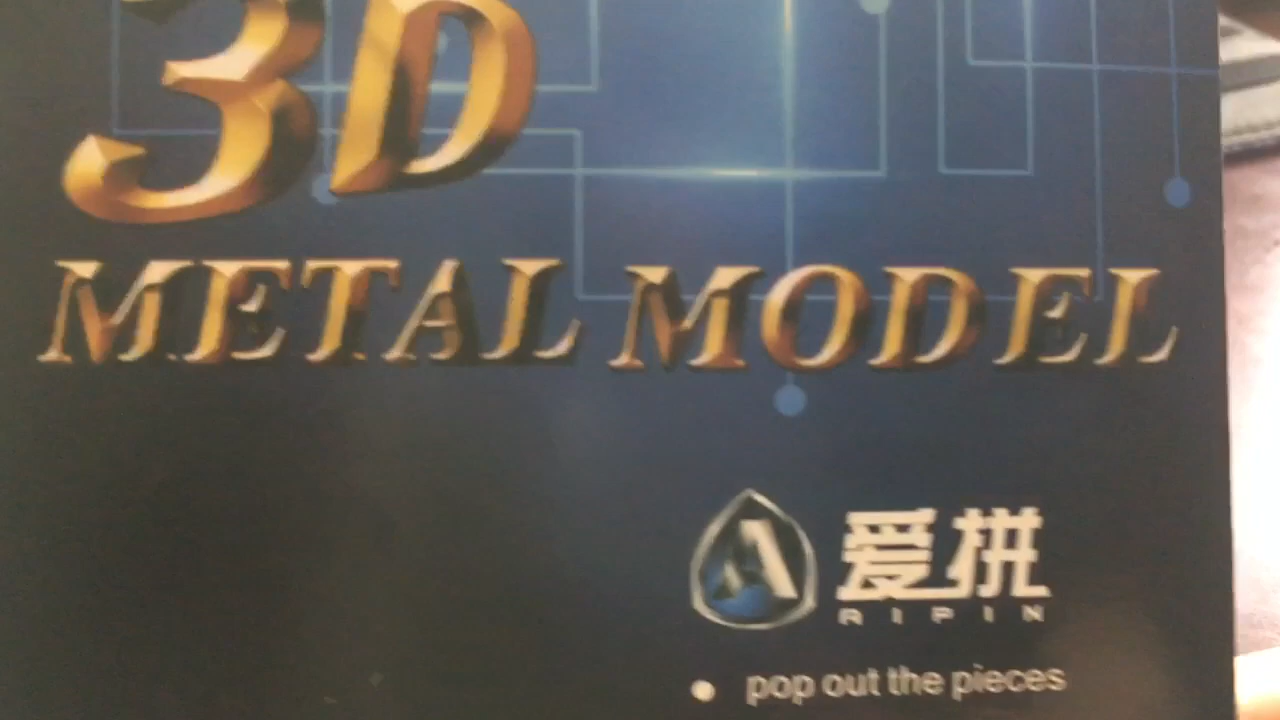 3D
METAL MODEL
爱拼
AIPIN
pop out the pieces